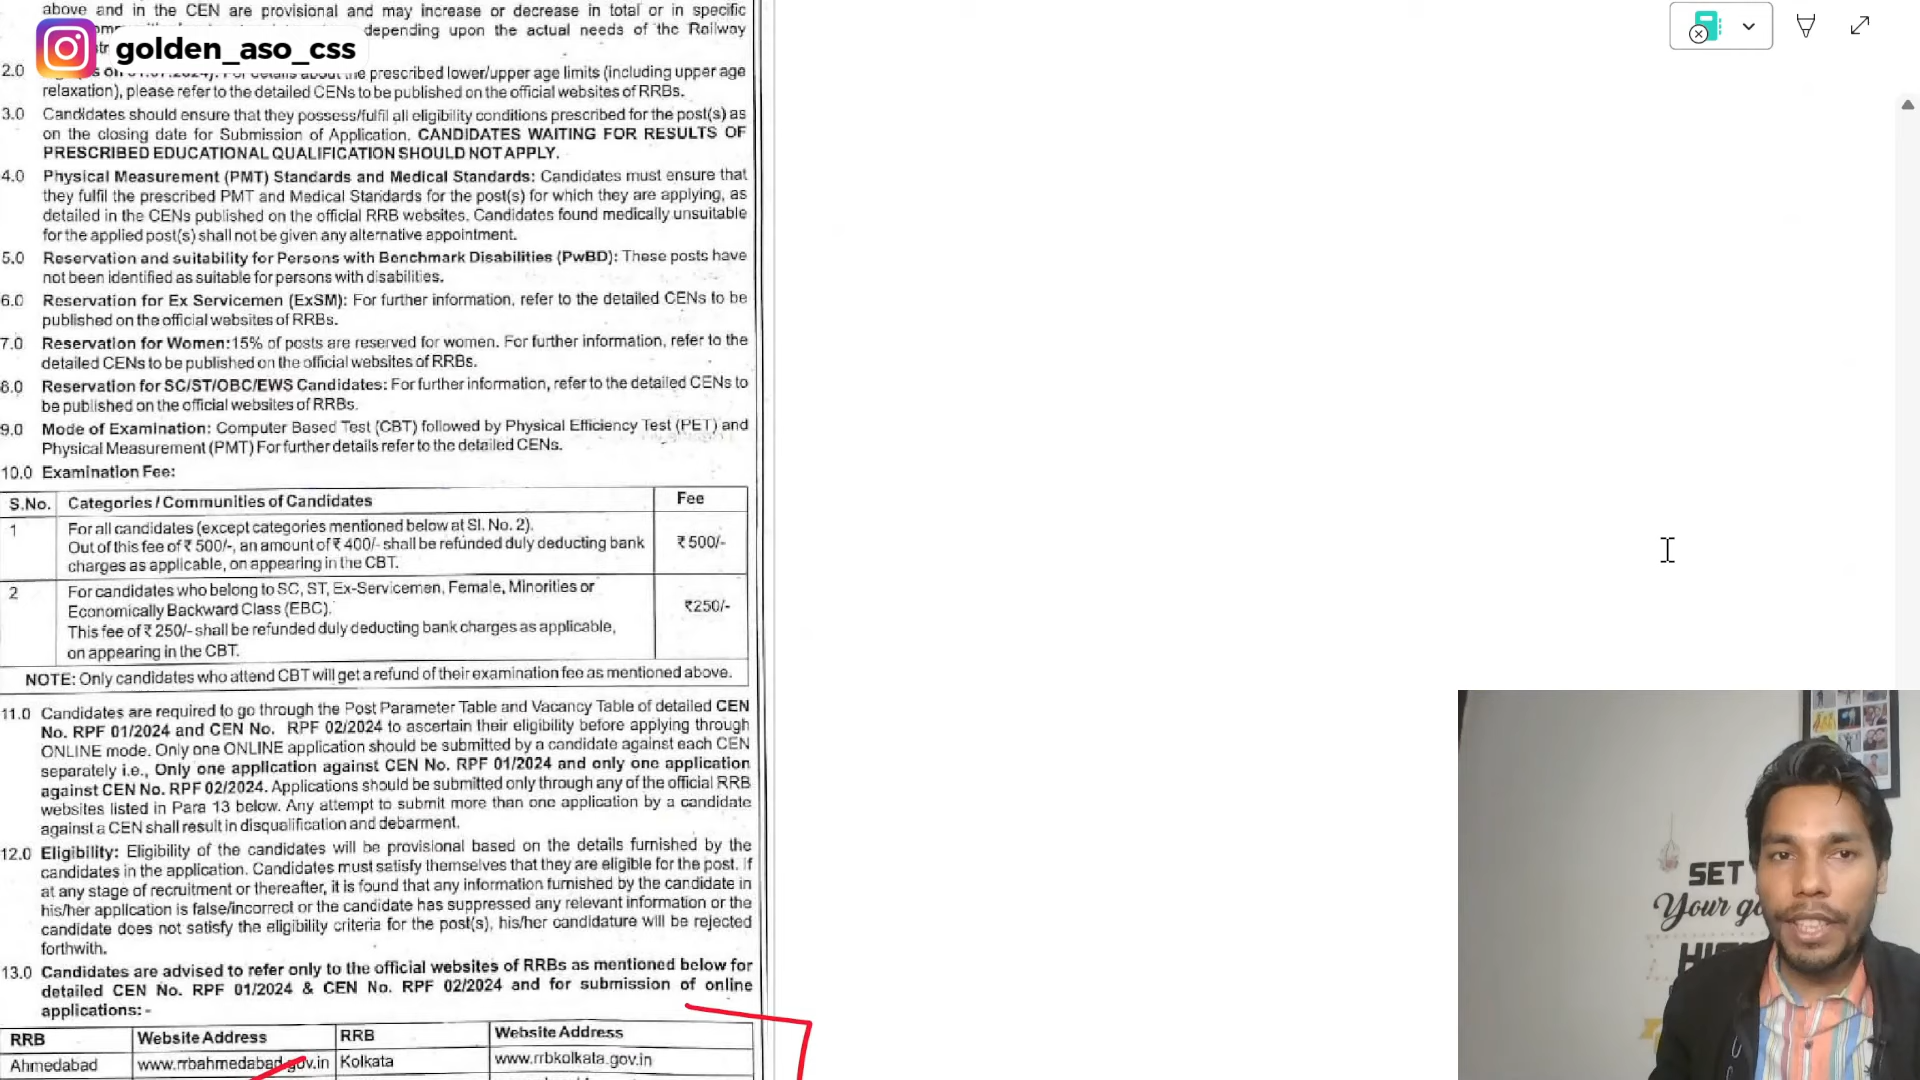 above and in the CEN are provisional and may increase or decrease in total or in specific
depending upon the actual needs of the Railway
golden_aso_css
2.0 the prescribed lower/upper age limits (including upper age
relaxation), please refer to the detailed CENs to be published on the official websites of RRBs.
3.0 Candidates should ensure that they possess/fulfil all eligibility conditions prescribed for the post(s) as
on the closing date for Submission of Application. CANDIDATES WAITING FOR RESULTS OF
PRESCRIBED EDUCATIONAL QUALIFICATION SHOULD NOT APPLY.
4.0 Physical Measurement (PMT) Standards and Medical Standards: Candidates must ensure that
they fulfil the prescribed PMT and Medical Standards for the post(s) for which they are applying, as
detailed in the CENs published on the official RRB websites. Candidates found medically unsuitable
for the applied post(s) shall not be given any alternative appointment.
5.0 Reservation and suitability for Persons with Benchmark Disabilities (PwBD): These posts have
not been identified as suitable for persons with disabilities.
6.0 Reservation for Ex Servicemen (ExSM): For further information, refer to the detailed CENs to be
published on the official websites of RRBs.
7.0 Reservation for Women:15% of posts are reserved for women. For further information, refer to the
detailed CENs to be published on the official websites of RRBs.
8.0 Reservation for SC/ST/OBC/EWS Candidates: For further information, refer to the detailed CENs to
be published on the official websites of RRBs.
9.0 Mode of Examination: Computer Based Test (CBT) followed by Physical Efficiency Test (PET) and
Physical Measurement (PMT) For further details refer to the detailed CENs.
10.0 Examination Fee:
S.No. Categories / Communities of Candidates Fee
1 For all candidates (except categories mentioned below at Sl. No. 2).
Out of this fee of ₹ 500/-, an amount of ₹ 400/- shall be refunded duly deducting bank ₹ 500/-
charges as applicable, on appearing in the CBT.
2 For candidates who belong to SC, ST, Ex-Servicemen, Female, Minorities or
Economically Backward Class (EBC). ₹250/-
This fee of ₹ 250/- shall be refunded duly deducting bank charges as applicable,
on appearing in the CBT.
NOTE: Only candidates who attend CBT will get a refund of their examination fee as mentioned above.
11.0 Candidates are required to go through the Post Parameter Table and Vacancy Table of detailed CEN
No. RPF 01/2024 and CEN No. RPF 02/2024 to ascertain their eligibility before applying through
ONLINE mode. Only one ONLINE application should be submitted by a candidate against each CEN
separately i.e., Only one application against CEN No. RPF 01/2024 and only one application
against CEN No. RPF 02/2024. Applications should be submitted only through any of the official RRB
websites listed in Para 13 below. Any attempt to submit more than one application by a candidate
against a CEN shall result in disqualification and debarment.
12.0 Eligibility: Eligibility of the candidates will be provisional based on the details furnished by the
candidates in the application. Candidates must satisfy themselves that they are eligible for the post. If
at any stage of recruitment or thereafter, it is found that any information furnished by the candidate in
his/her application is false/incorrect or the candidate has suppressed any relevant information or the
candidate does not satisfy the eligibility criteria for the post(s), his/her candidature will be rejected
forthwith.
13.0 Candidates are advised to refer only to the official websites of RRBs as mentioned below for
detailed CEN No. RPF 01/2024 & CEN No. RPF 02/2024 and for submission of online
applications: -
RRB Website Address RRB Website Address
Ahmedabad www.rrbahmedabad.gov.in Kolkata www.rrbkolkata.gov.in
SET
Your